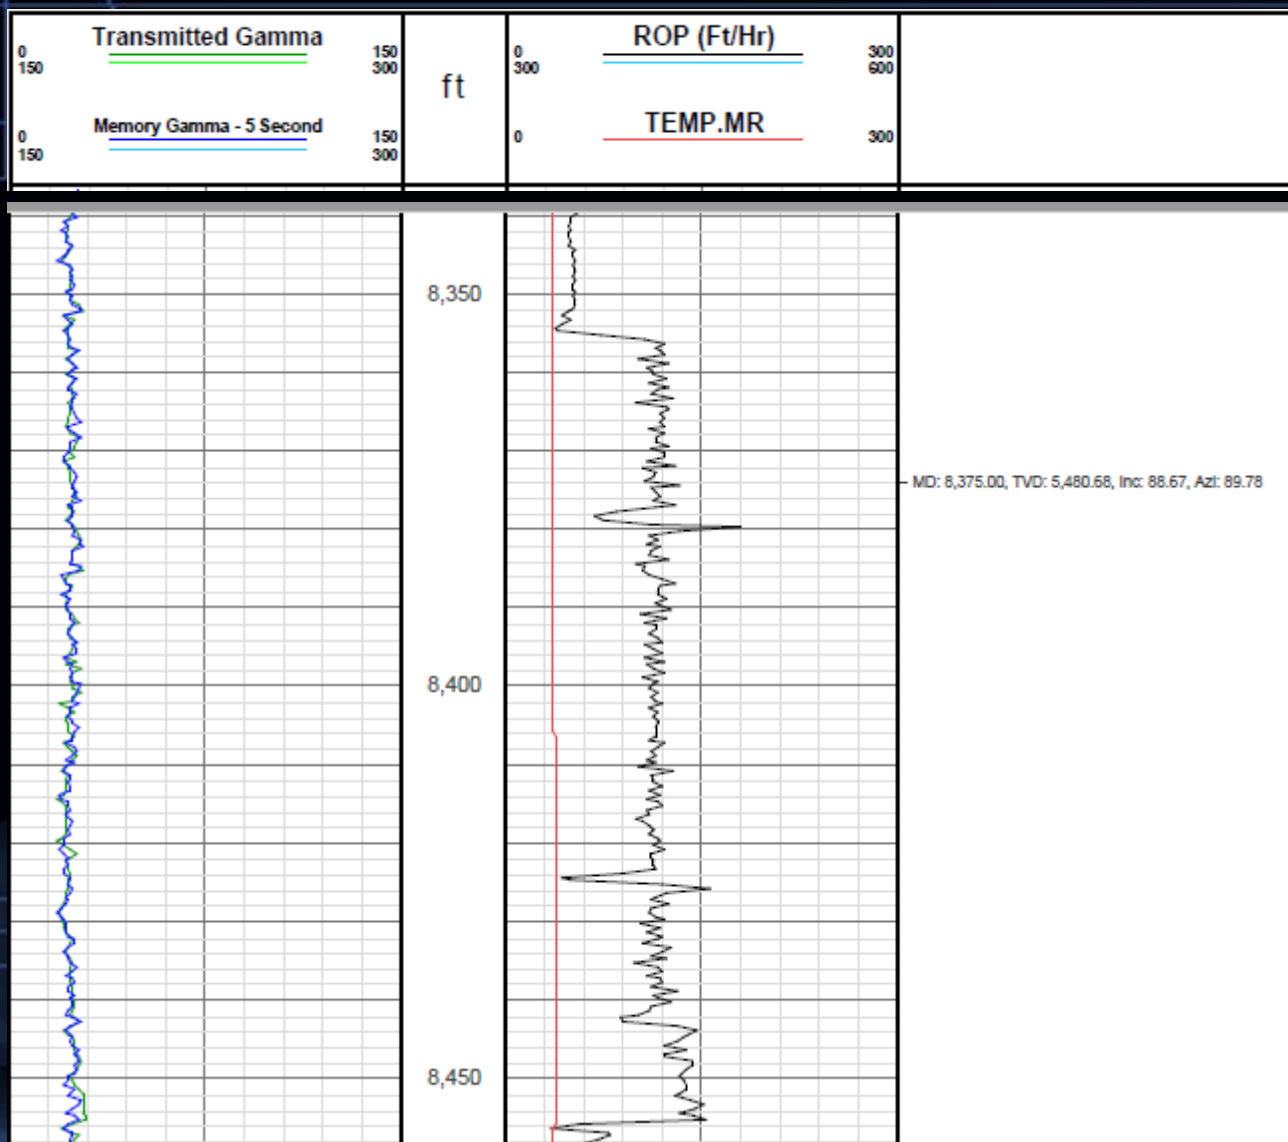 Transmitted Gamma
0 150
150 300
Memory Gamma - 5 Second
0 150
150 300
ft
ROP (Ft/Hr)
0 300
300 600
TEMP.MR
0 300
8,350
MD: 8,375.00, TVD: 5,480.68, Inc: 88.67, Azi: 89.78
8,400
8,450